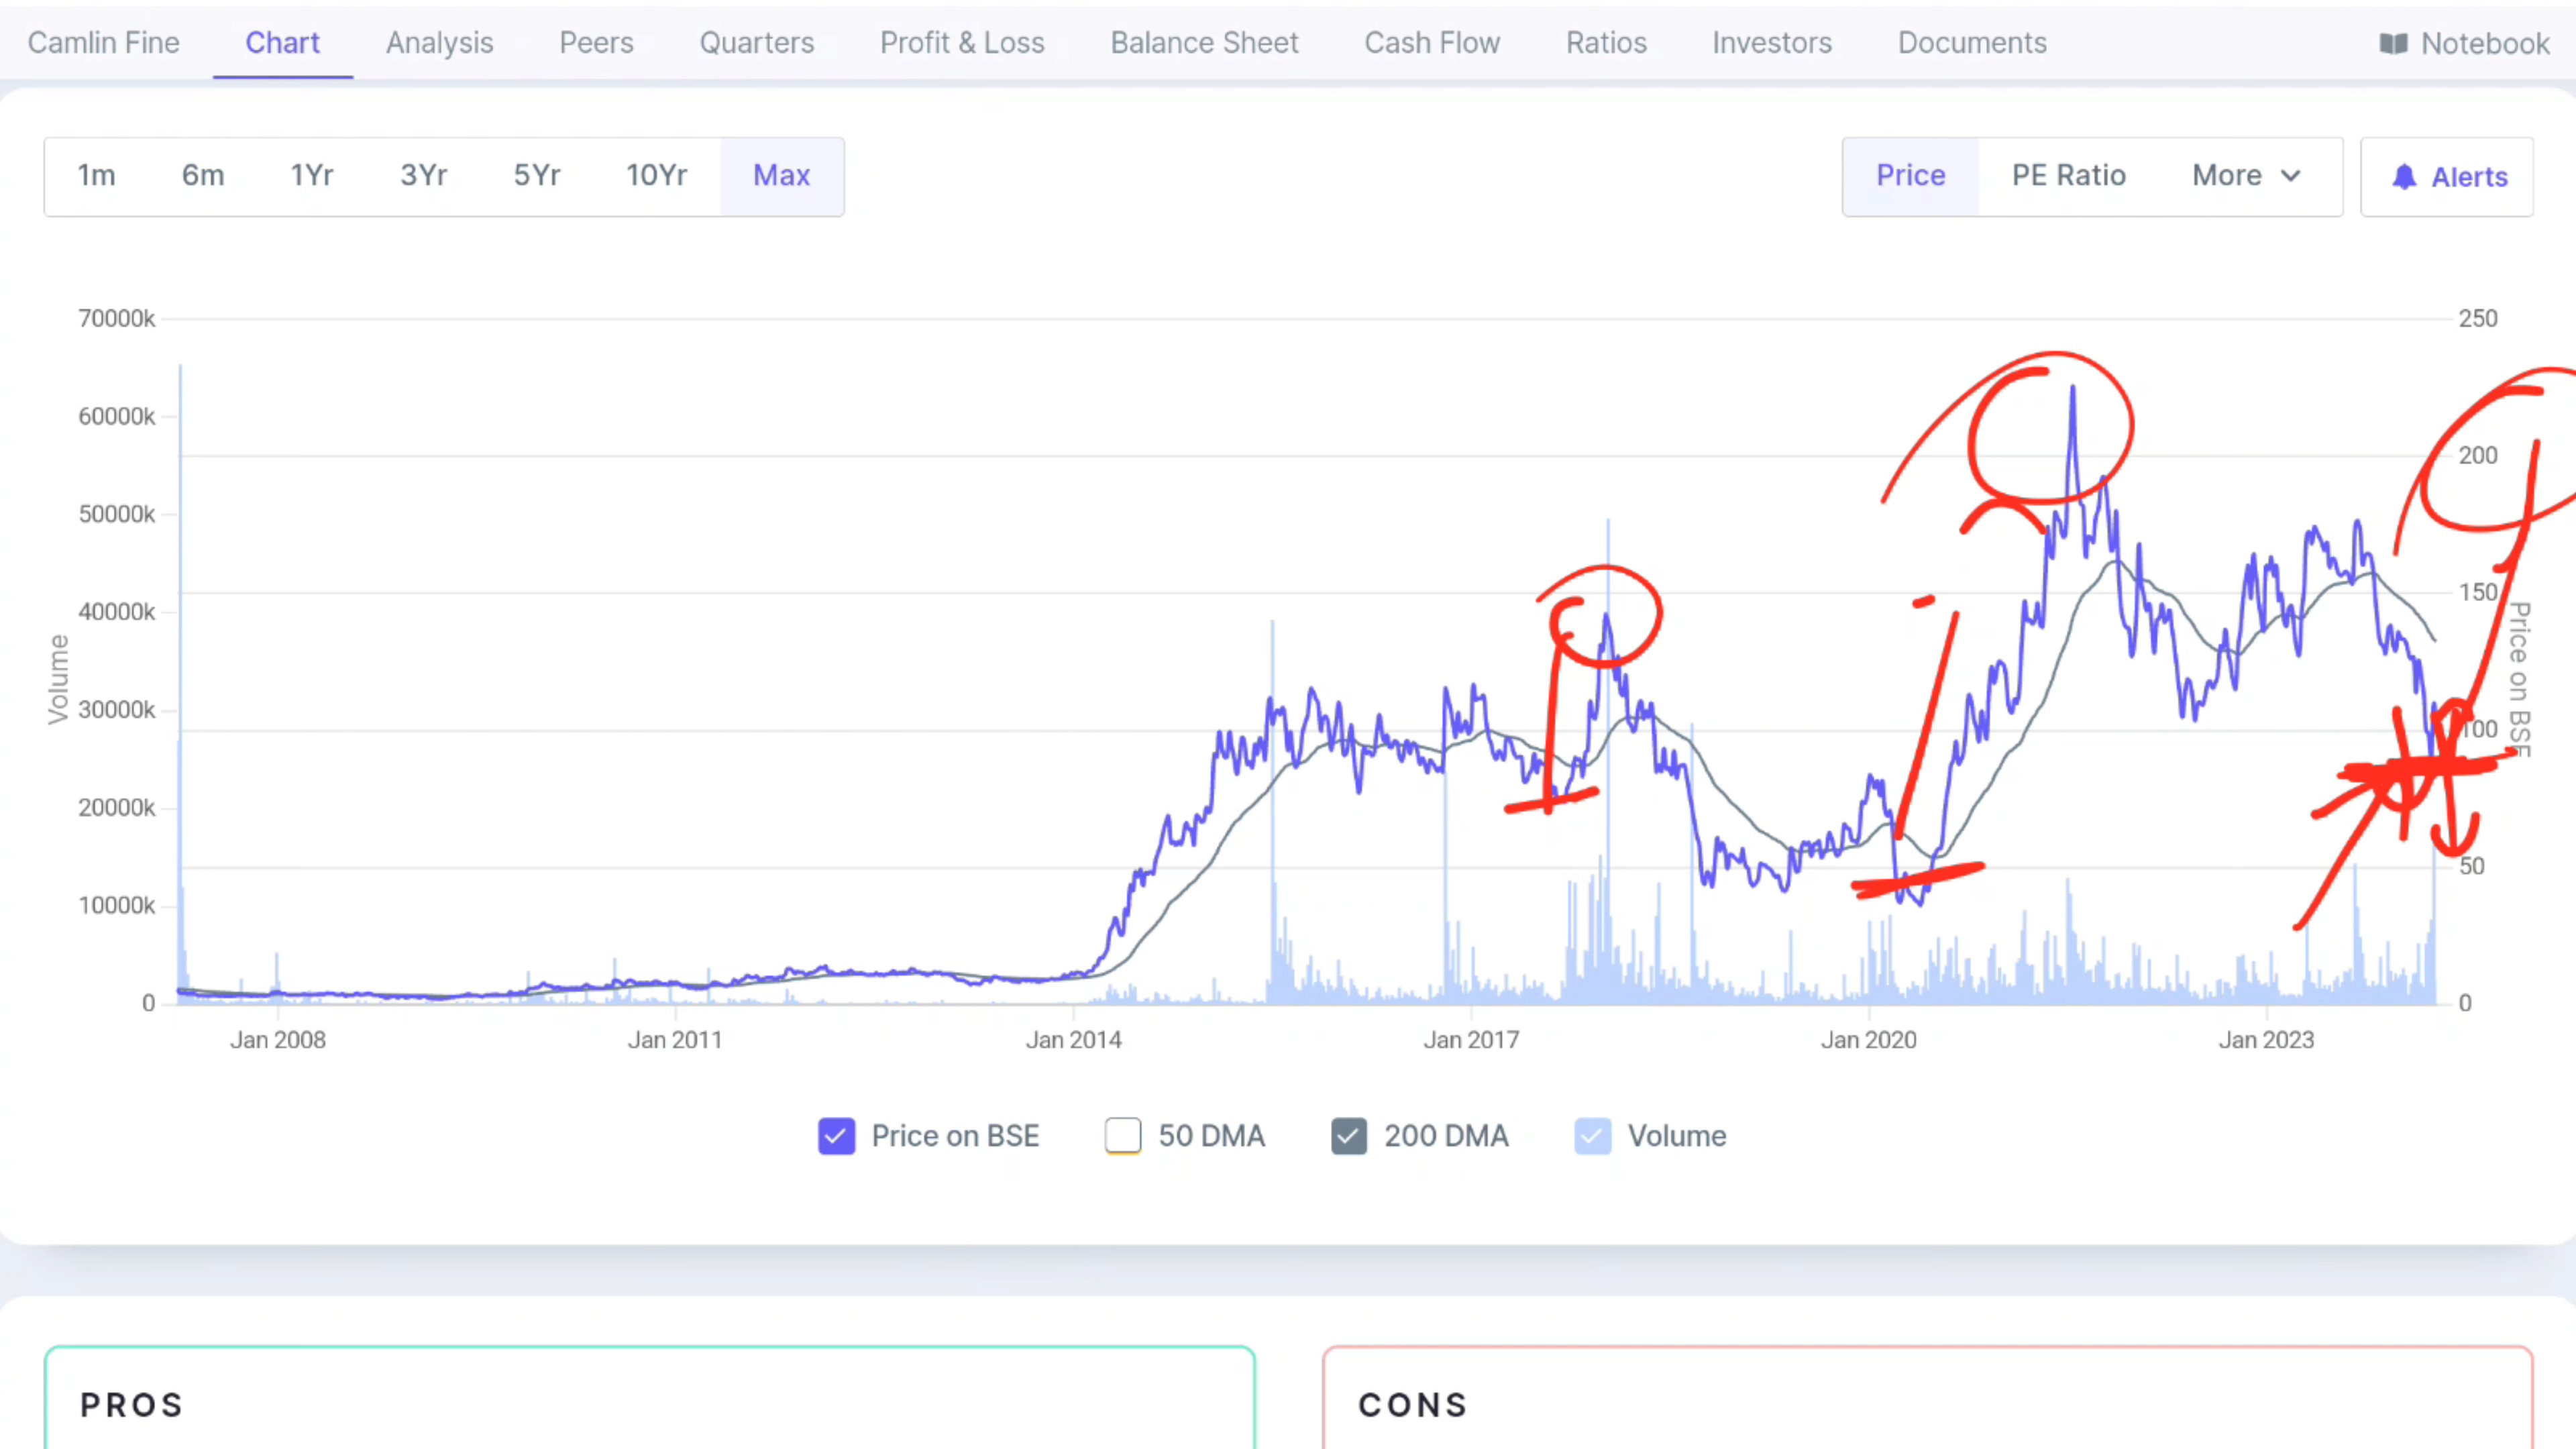 Camlin Fine Chart Analysis Peers Quarters Profit & Loss Balance Sheet Cash Flow Ratios Investors Documents Notebook
1m 6m 1Yr 3Yr 5Yr 10Yr Max Price PE Ratio More Alerts
70000k 250
60000k
200
50000k
40000k 150
Volume
Price on BSE
30000k 100
20000k
50
10000k
0 0
Jan 2008 Jan 2011 Jan 2014 Jan 2017 Jan 2020 Jan 2023
Price on BSE 50 DMA 200 DMA Volume
PROS CONS